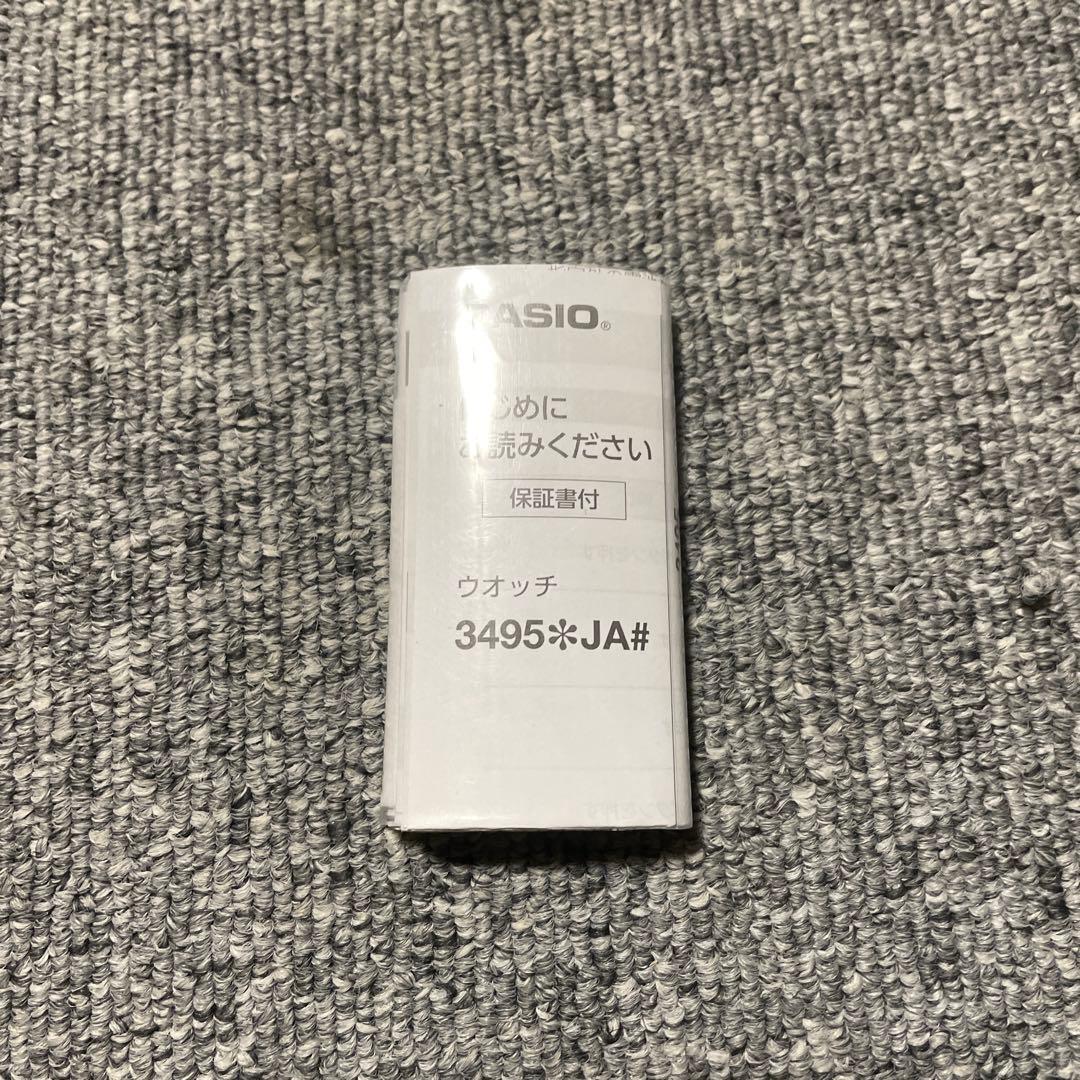 CASIO®
はじめに
お読みください
保証書付
ウオッチ
3495✻JA#